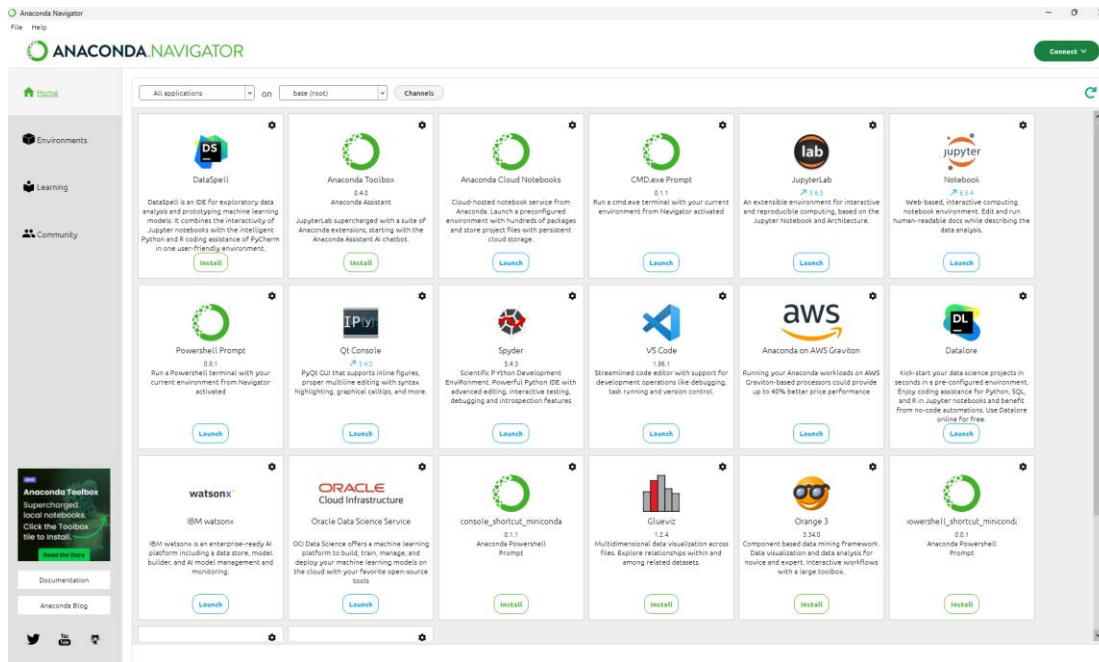 Anaconda Navigator
File Help
ANACONDA.NAVIGATOR
Connect
Home
Environments
Learning
Community
All applications
on
base (root)
Channels
DS
DataSpell
DataSpell is an IDE for exploratory data
analysis and prototyping machine learning
models. It combines the interactivity of
Jupyter notebooks with the intelligent
Python and R coding assistance of PyCharm
in one user-friendly environment.
Install
Anaconda Toolbox
0.4.0
Anaconda Assistant
JupyterLab supercharged with a suite of
Anaconda extensions, starting with the
Anaconda Assistant AI chatbot.
Install
Anaconda Cloud Notebooks
Cloud-hosted notebook service from
Anaconda. Launch a preconfigured
environment with hundreds of packages
and store project files with persistent
cloud storage.
Launch
CMD.exe Prompt
0.1.1
Run a cmd.exe terminal with your current
environment from Navigator activated
Launch
lab
JupyterLab
3.6.3
An extensible environment for interactive
and reproducible computing, based on the
Jupyter Notebook and Architecture.
Launch
jupyter
Notebook
6.5.4
Web-based, interactive computing
notebook environment. Edit and run
human-readable docs while describing the
data analysis.
Launch
Powershell Prompt
0.0.1
Run a Powershell terminal with your
current environment from Navigator
activated
Launch
IP[y]:
Qt Console
5.4.2
PyQt GUI that supports inline figures,
proper multiline editing with syntax
highlighting, graphical calltips, and more.
Launch
Spyder
5.4.3
Scientific PYthon Development
EnviRonment. Powerful Python IDE with
advanced editing, interactive testing,
debugging and introspection features
Launch
VS Code
1.86.1
Streamlined code editor with support for
development operations like debugging,
task running and version control.
Launch
aws
Anaconda on AWS Graviton
Running your Anaconda workloads on AWS
Graviton-based processors could provide
up to 40% better price performance
Launch
DL
Datalore
Kick-start your data science projects in
seconds in a pre-configured environment.
Enjoy coding assistance for Python, SQL,
and R in Jupyter notebooks and benefit
from no-code automations. Use Datalore
online for free.
Launch
watsonx
IBM watsonx
IBM watsonx is an enterprise-ready AI
platform including a data store, model
builder, and AI model management and
monitoring.
Launch
ORACLE
Cloud Infrastructure
Oracle Data Science Service
OCI Data Science offers a machine learning
platform to build, train, manage, and
deploy your machine learning models on
the cloud with your favorite open-source
tools
Launch
console_shortcut_miniconda
0.1.1
Anaconda Powershell
Prompt
Install
Glueviz
1.2.4
Multidimensional data visualization across
files. Explore relationships within and
among related datasets.
Install
Orange 3
3.34.0
Component based data mining framework.
Data visualization and data analysis for
novice and expert. Interactive workflows
with a large toolbox.
Install
owershell_shortcut_minicond
0.0.1
Anaconda Powershell
Prompt
Install
Anaconda Toolbox
Supercharged
local notebooks.
Click the Toolbox
tile to install.
Read the Docs
Documentation
Anaconda Blog
You
Tube